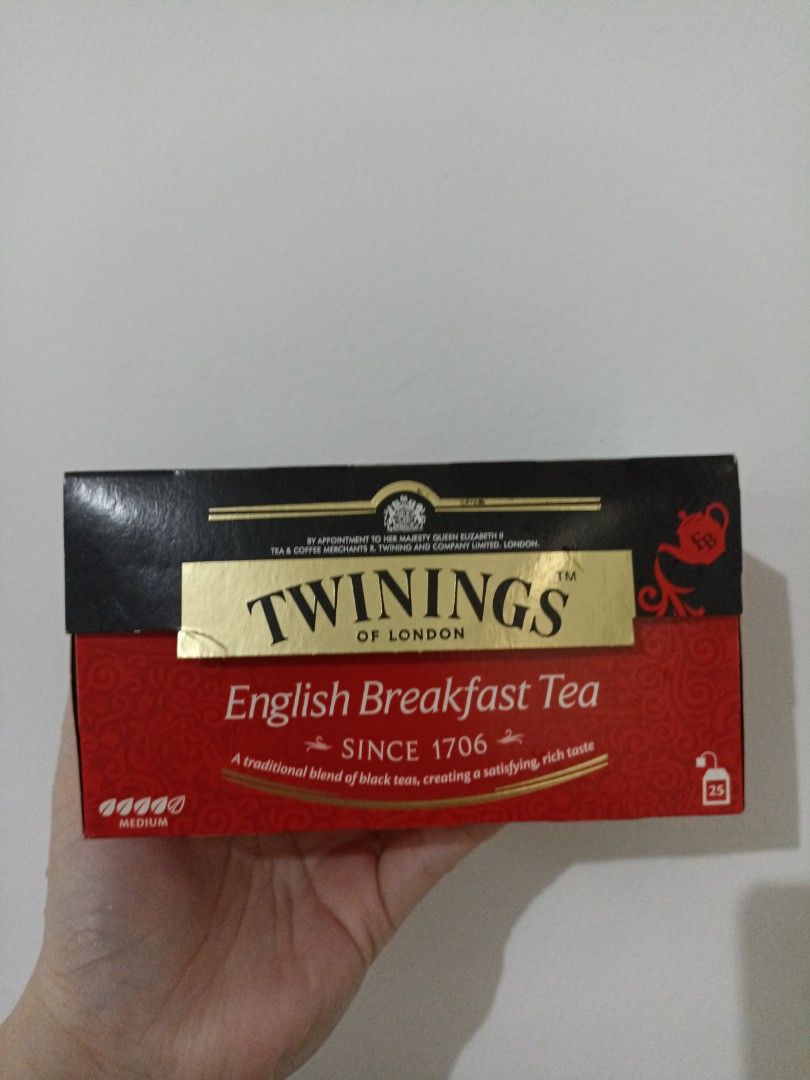 BY APPOINTMENT TO HER MAJESTY QUEEN ELIZABETH II
TEA & COFFEE MERCHANTS R. TWINING AND COMPANY LIMITED. LONDON.
TWININGS™
OF LONDON
EB
English Breakfast Tea
SINCE 1706
A traditional blend of black teas, creating a satisfying, rich taste
MEDIUM
25